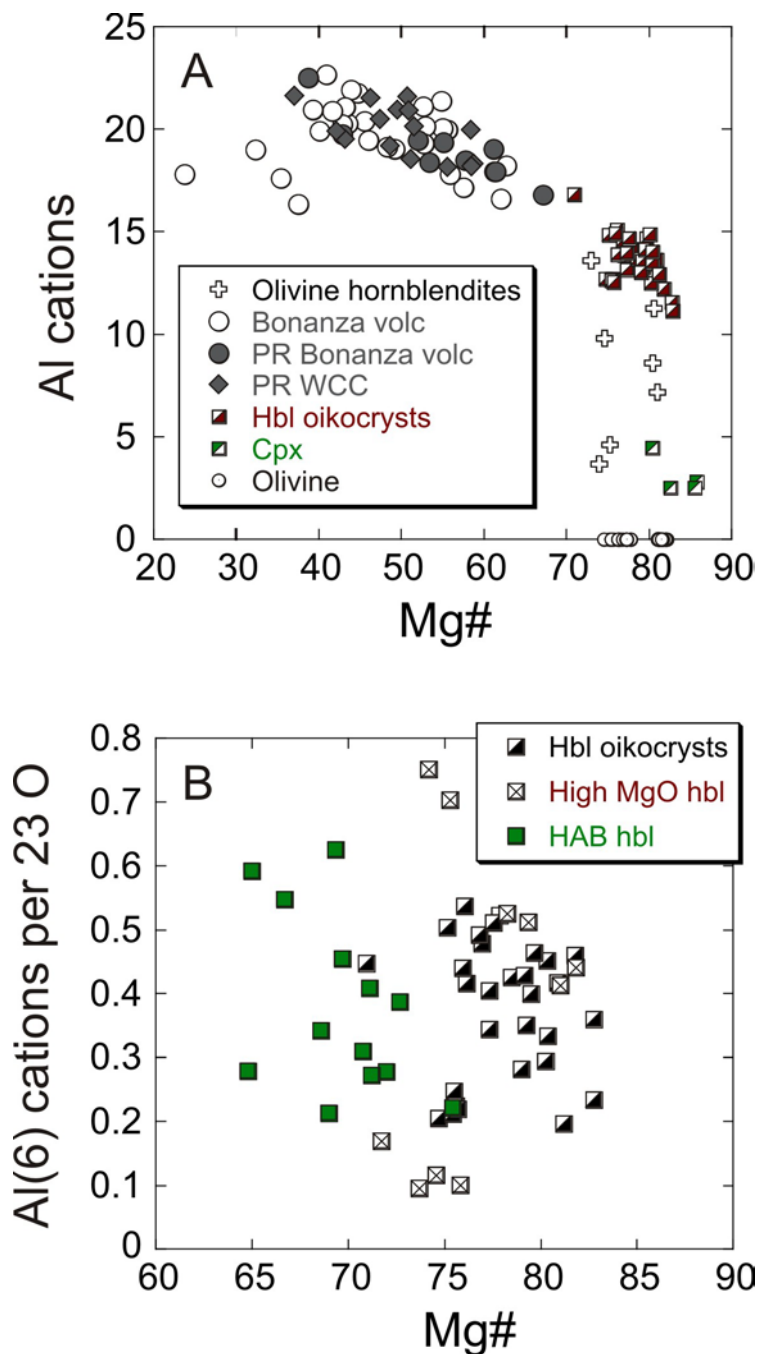 25
20
15
10
5
0
Al cations
A
Olivine hornblendites
Bonanza volc
PR Bonanza volc
PR WCC
Hbl oikocrysts
Cpx
Olivine
20 30 40 50 60 70 80 90
Mg#
0.8
0.7
0.6
0.5
0.4
0.3
0.2
0.1
0
Al(6) cations per 23 O
B
Hbl oikocrysts
High MgO hbl
HAB hbl
60 65 70 75 80 85 90
Mg#